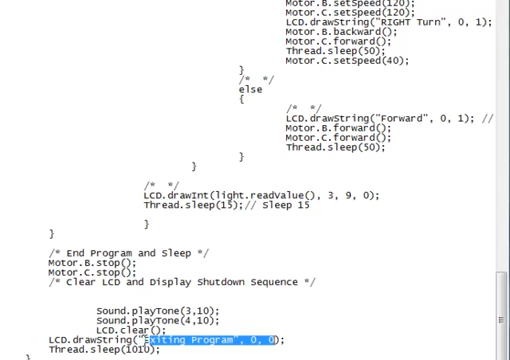 Motor.B.setSpeed(120);
Motor.C.setSpeed(120);
LCD.drawString("RIGHT Turn", 0, 1);
Motor.B.backward();
Motor.C.forward();
Thread.sleep(50);
Motor.C.setSpeed(40);
}
/*  */
else
{
/*  */
LCD.drawString("Forward", 0, 1); //
Motor.B.forward();
Motor.C.forward();
Thread.sleep(50);
}
}
/*  */
LCD.drawInt(light.readValue(), 3, 9, 0);
Thread.sleep(15);// Sleep 15
}
}
/* End Program and Sleep */
Motor.B.stop();
Motor.C.stop();
/* Clear LCD and Display Shutdown Sequence */
Sound.playTone(3,10);
Sound.playTone(4,10);
LCD.clear();
LCD.drawString("Exiting Program", 0, 0);
Thread.sleep(1010);
}